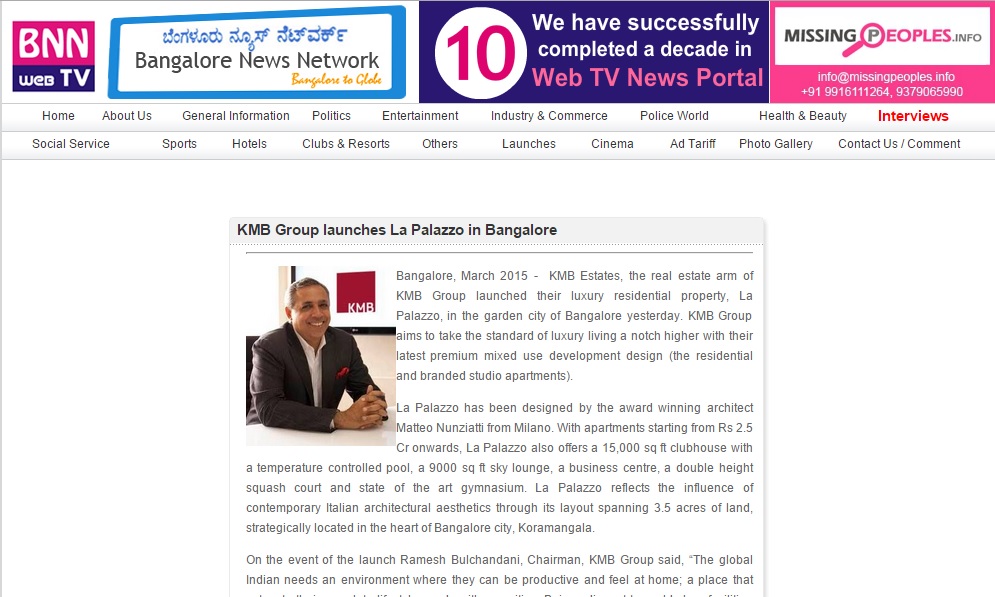 BNN
WEB TV
ಬೆಂಗಳೂರು ನ್ಯೂಸ್ ನೆಟ್‌ವರ್ಕ್
Bangalore News Network
Bangalore to Globe
10
We have successfully
completed a decade in
Web TV News Portal
MISSING PEOPLES.INFO
info@missingpeoples.info
+91 9916111264, 9379065990
Home About Us General Information Politics Entertainment Industry & Commerce Police World Health & Beauty Interviews
Social Service Sports Hotels Clubs & Resorts Others Launches Cinema Ad Tariff Photo Gallery Contact Us / Comment
KMB Group launches La Palazzo in Bangalore
KMB
Bangalore, March 2015 - KMB Estates, the real estate arm of
KMB Group launched their luxury residential property, La
Palazzo, in the garden city of Bangalore yesterday. KMB Group
aims to take the standard of luxury living a notch higher with their
latest premium mixed use development design (the residential
and branded studio apartments).
La Palazzo has been designed by the award winning architect
Matteo Nunziatti from Milano. With apartments starting from Rs 2.5
Cr onwards, La Palazzo also offers a 15,000 sq ft clubhouse with
a temperature controlled pool, a 9000 sq ft sky lounge, a business centre, a double height
squash court and state of the art gymnasium. La Palazzo reflects the influence of
contemporary Italian architectural aesthetics through its layout spanning 3.5 acres of land,
strategically located in the heart of Bangalore city, Koramangala.
On the event of the launch Ramesh Bulchandani, Chairman, KMB Group said, “The global
Indian needs an environment where they can be productive and feel at home; a place that